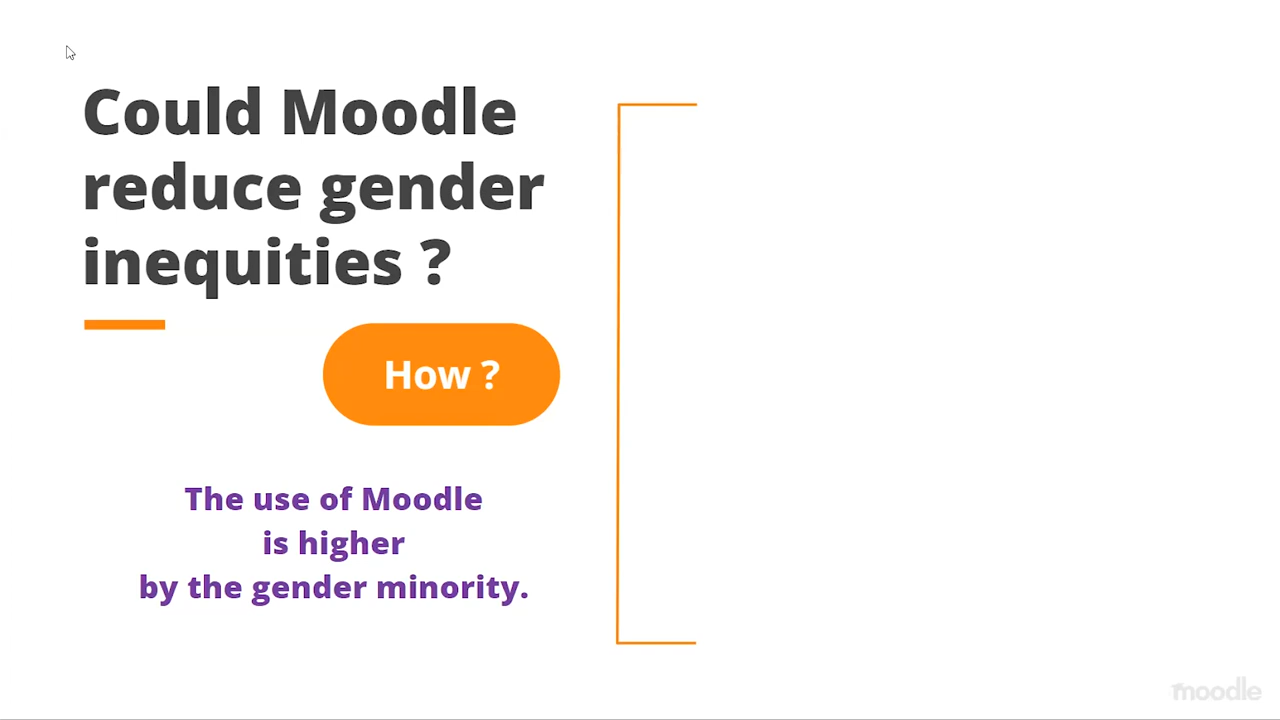 Could Moodle
reduce gender
inequities ?
How ?
The use of Moodle
is higher
by the gender minority.
moodle